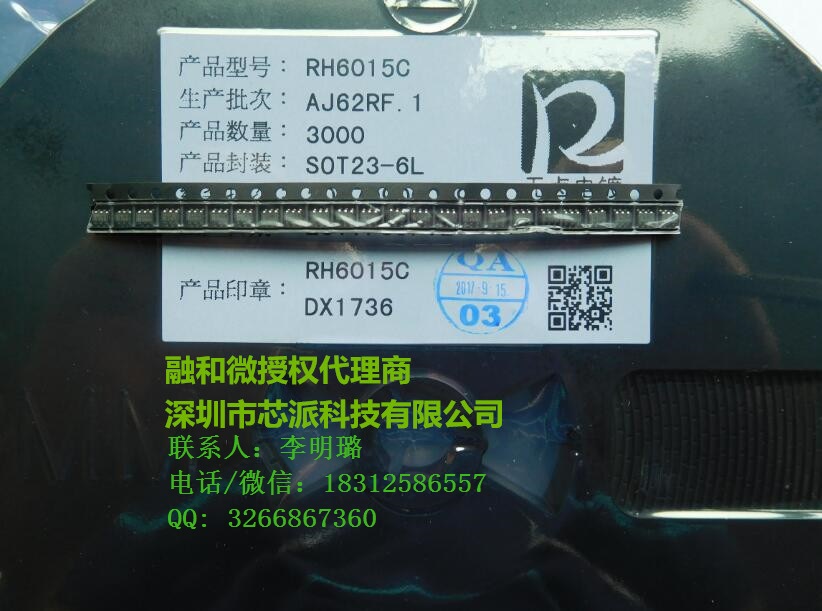 产品型号： RH6015C
生产批次： AJ62RF.1
产品数量： 3000
产品封装： SOT23-6L
产品印章： RH6015C
DX1736
QA
2017-9-15.
03
融和微授权代理商
深圳市芯派科技有限公司
联系人：李明璐
电话/微信：18312586557
QQ: 3266867360